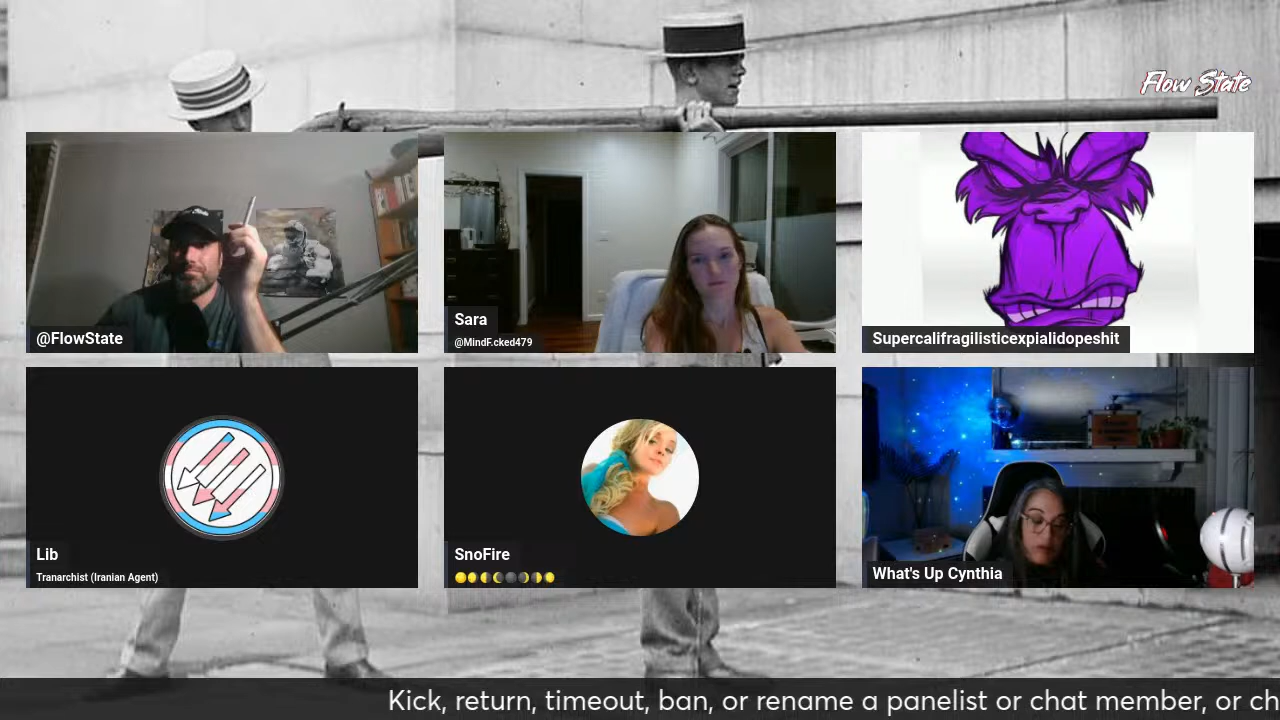 Flow State
@FlowState
Sara
@MindF.cked479
Supercalifragilisticexpialidopeshit
Lib
Tranarchist (Iranian Agent)
SnoFire
What's Up Cynthia
Kick, return, timeout, ban, or rename a panelist or chat member, or ch